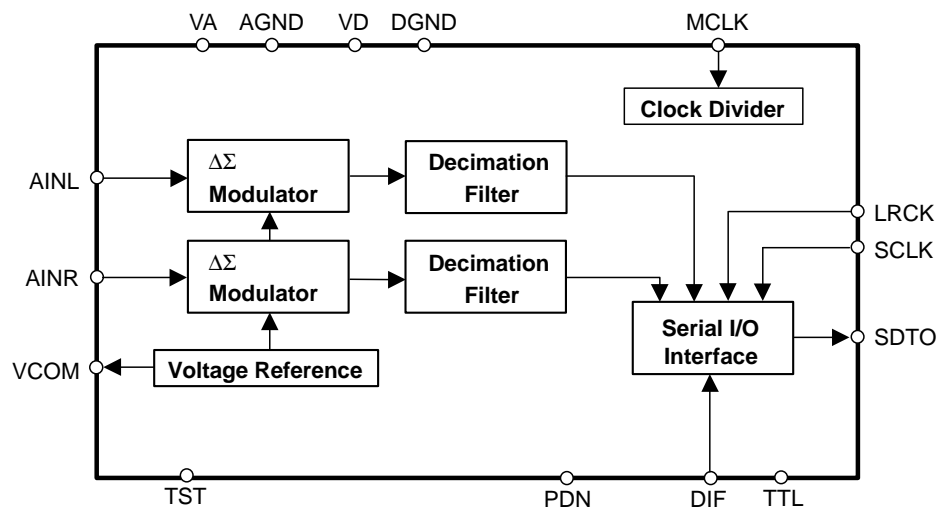 VA AGND VD DGND MCLK
Clock Divider
ΔΣ
Modulator
Decimation
Filter
AINL
LRCK
SCLK
ΔΣ
Modulator
Decimation
Filter
AINR
Serial I/O
Interface
SDTO
VCOM
Voltage Reference
TST PDN DIF TTL